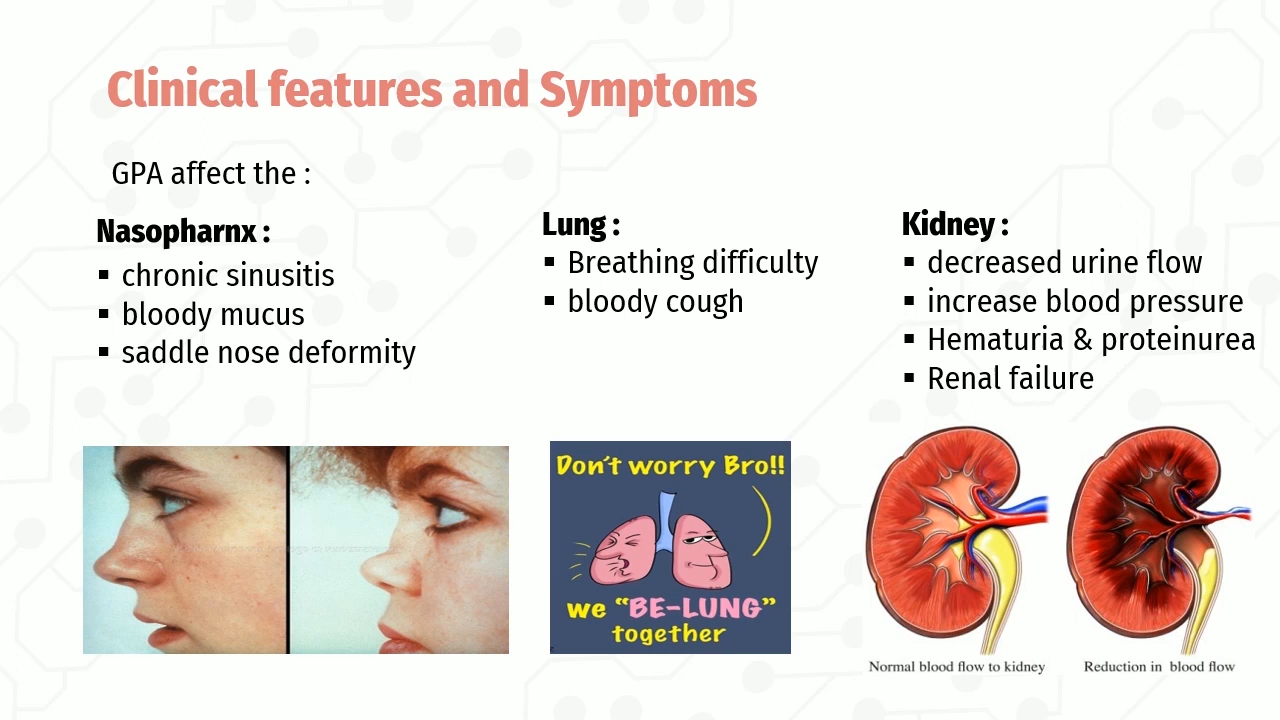 Clinical features and Symptoms
GPA affect the :
Nasopharnx :
▪ chronic sinusitis
▪ bloody mucus
▪ saddle nose deformity
Lung :
▪ Breathing difficulty
▪ bloody cough
Kidney :
▪ decreased urine flow
▪ increase blood pressure
▪ Hematuria & proteinurea
▪ Renal failure
Don't worry Bro!!
we "BE-LUNG"
together
Normal blood flow to kidney
Reduction in blood flow